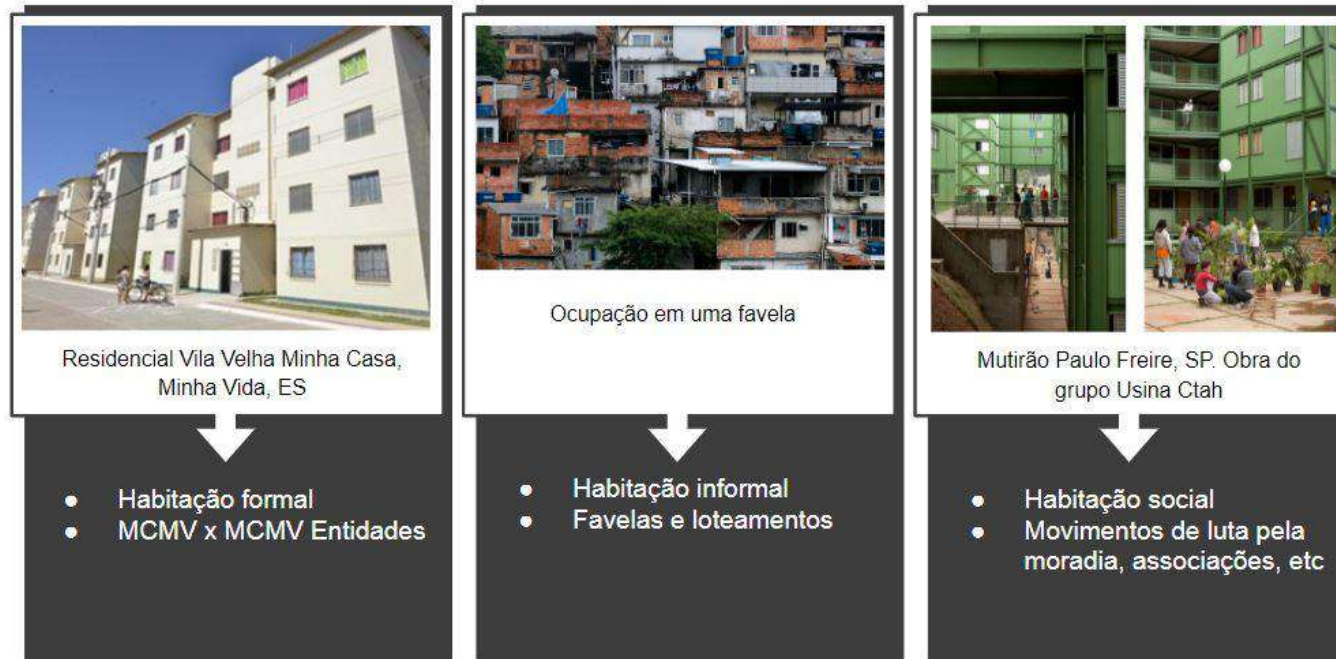 Residencial Vila Velha Minha Casa,
Minha Vida, ES
● Habitação formal
● MCMV x MCMV Entidades
Ocupação em uma favela
● Habitação informal
● Favelas e loteamentos
Mutirão Paulo Freire, SP. Obra do
grupo Usina Ctah
● Habitação social
● Movimentos de luta pela
moradia, associações, etc